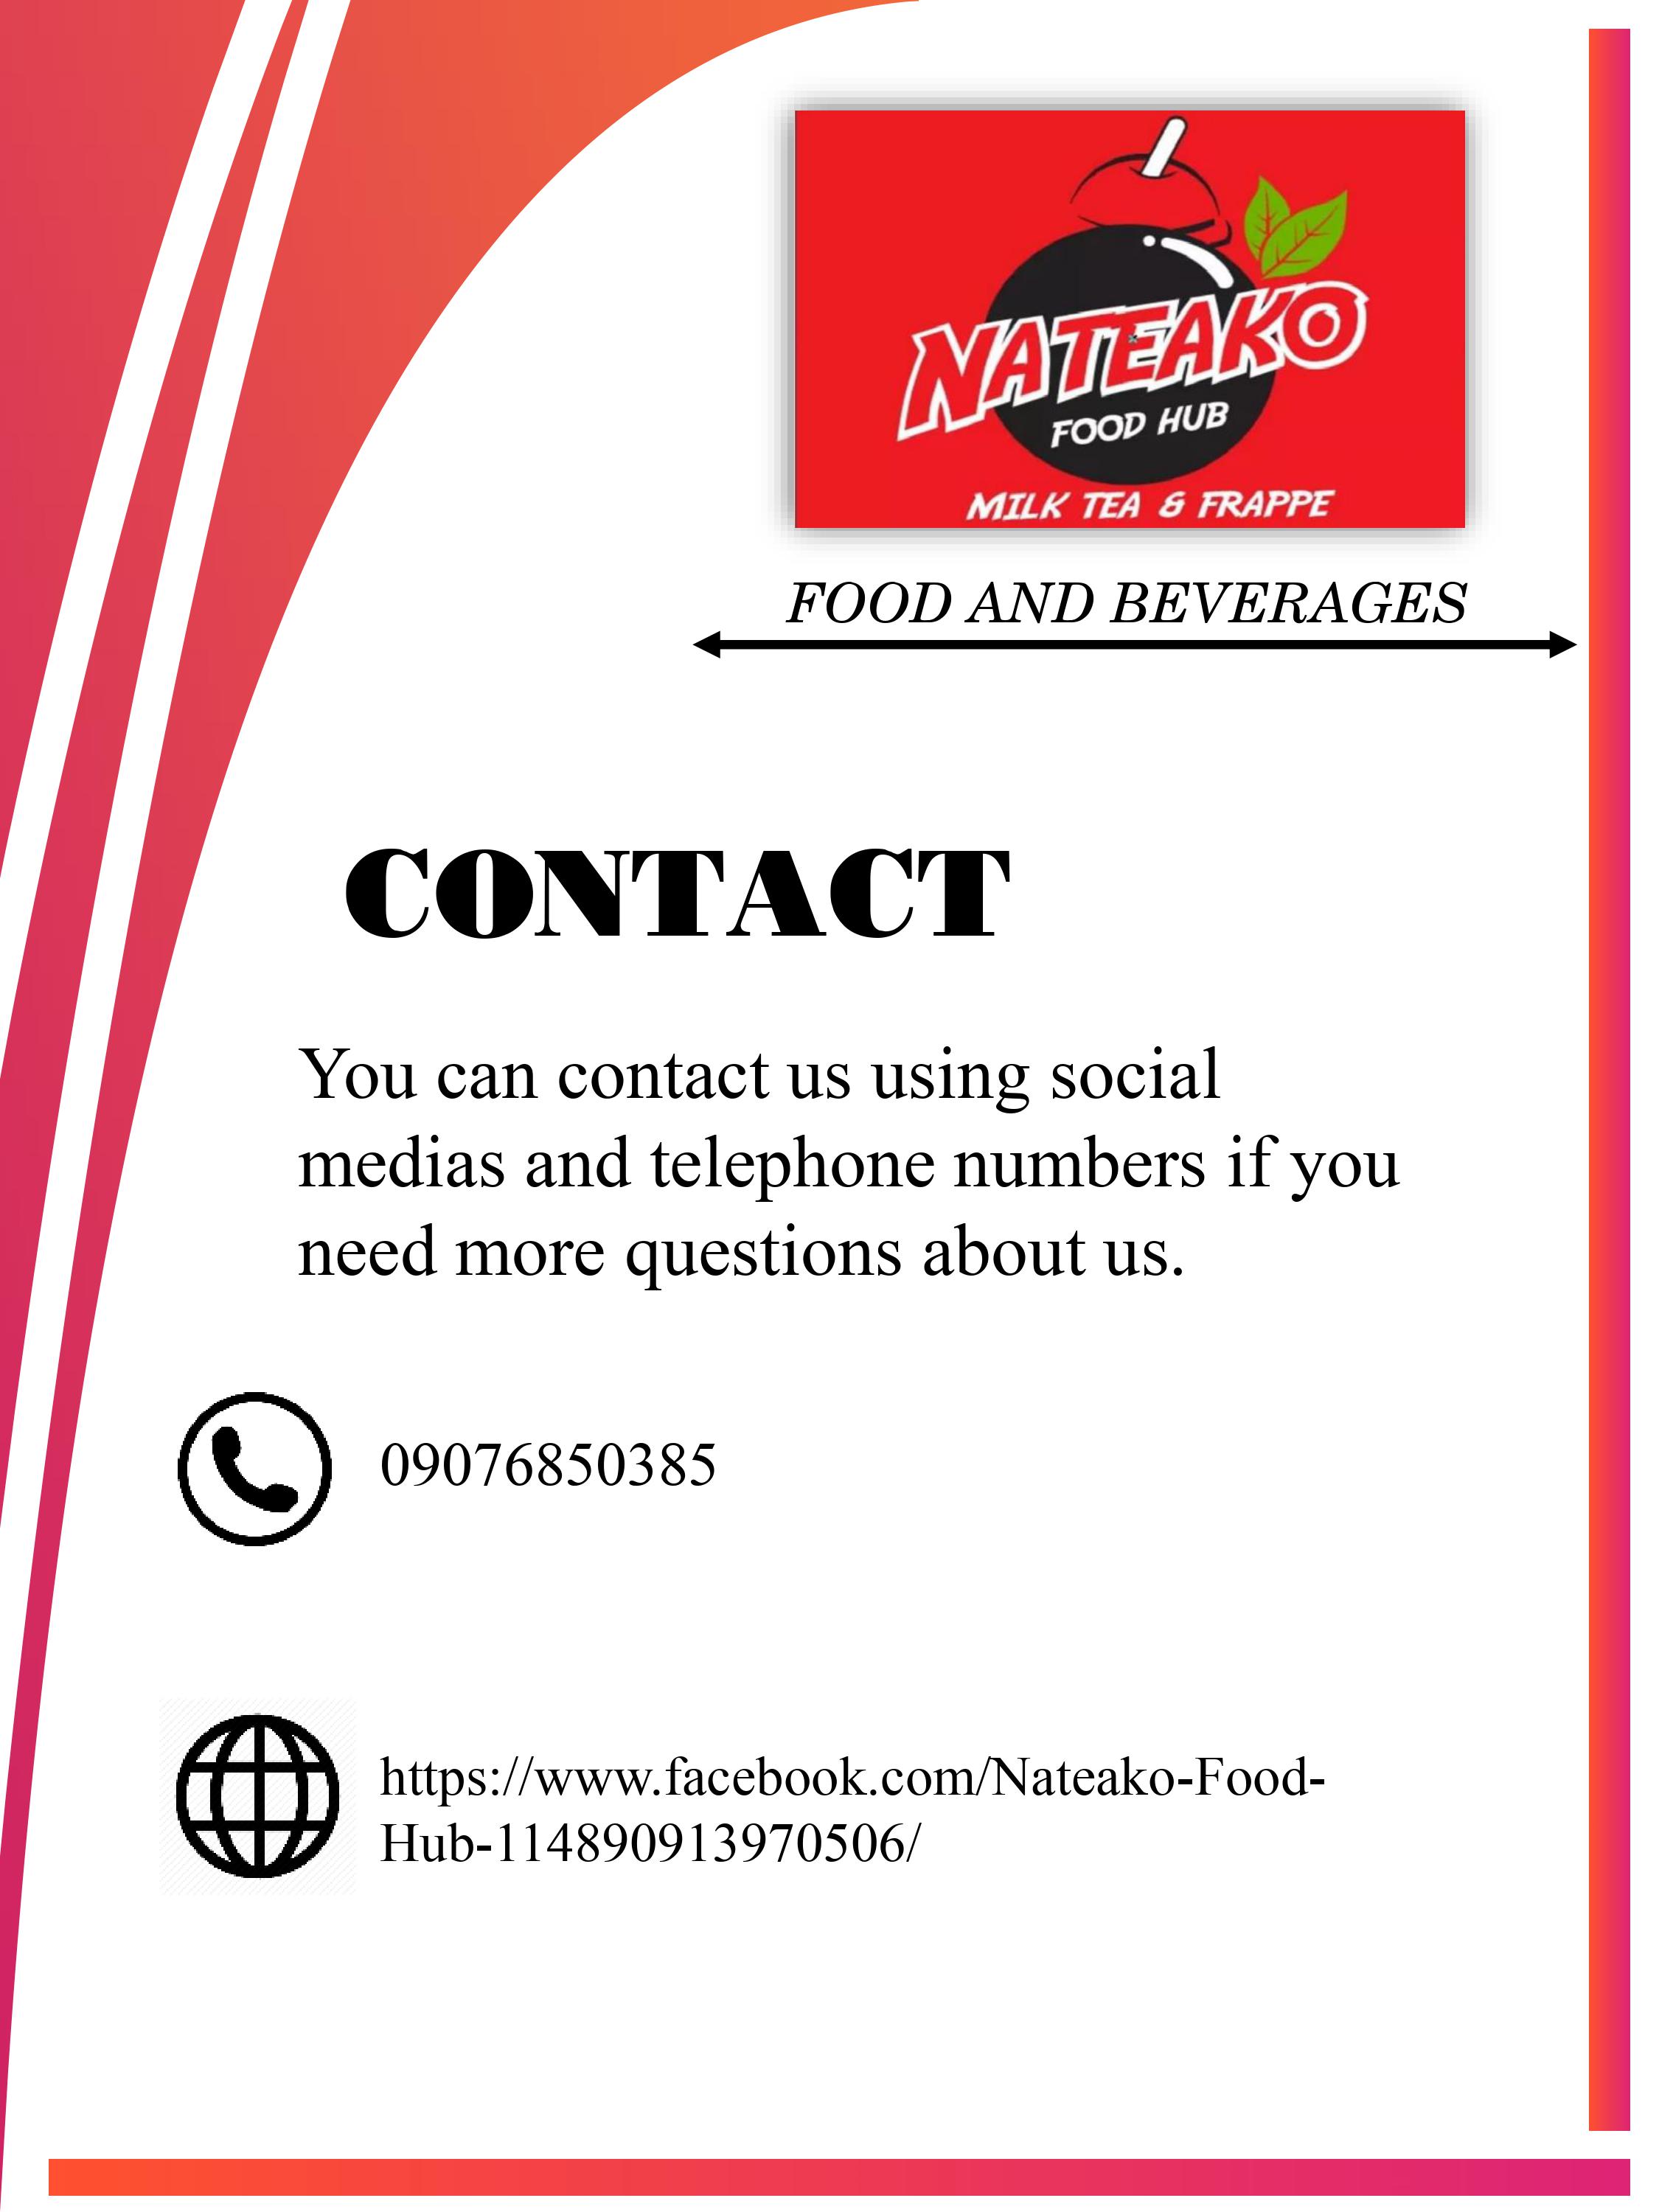 NATEAKO
FOOD HUB
MILK TEA & FRAPPE
FOOD AND BEVERAGES
CONTACT
You can contact us using social
medias and telephone numbers if you
need more questions about us.
09076850385
https://www.facebook.com/Nateako-Food-
Hub-114890913970506/